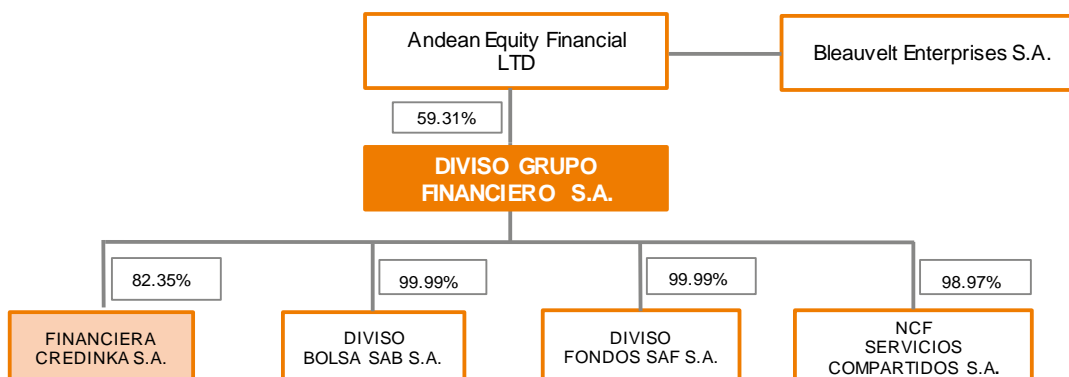 Andean Equity Financial
LTD
Bleauvelt Enterprises S.A.
59.31%
DIVISO GRUPO
FINANCIERO S.A.
82.35%
99.99%
99.99%
98.97%
FINANCIERA
CREDINKA S.A.
DIVISO
BOLSA SAB S.A.
DIVISO
FONDOS SAF S.A.
NCF
SERVICIOS
COMPARTIDOS S.A.